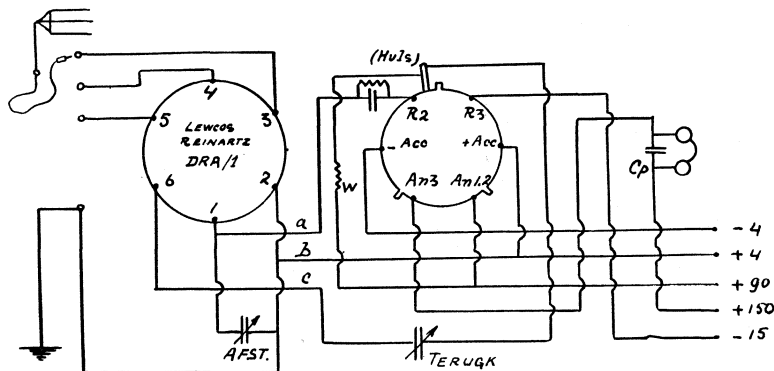 (Huls)
4
5
3
LEWCOS
REINARTZ
DRA/1
6
2
1
R2
R3
- Acc
+Acc
An3
An1.2
W
Cp
a
b
c
AFST.
TERUGK
- 4
+ 4
+ 90
+ 150
- 15